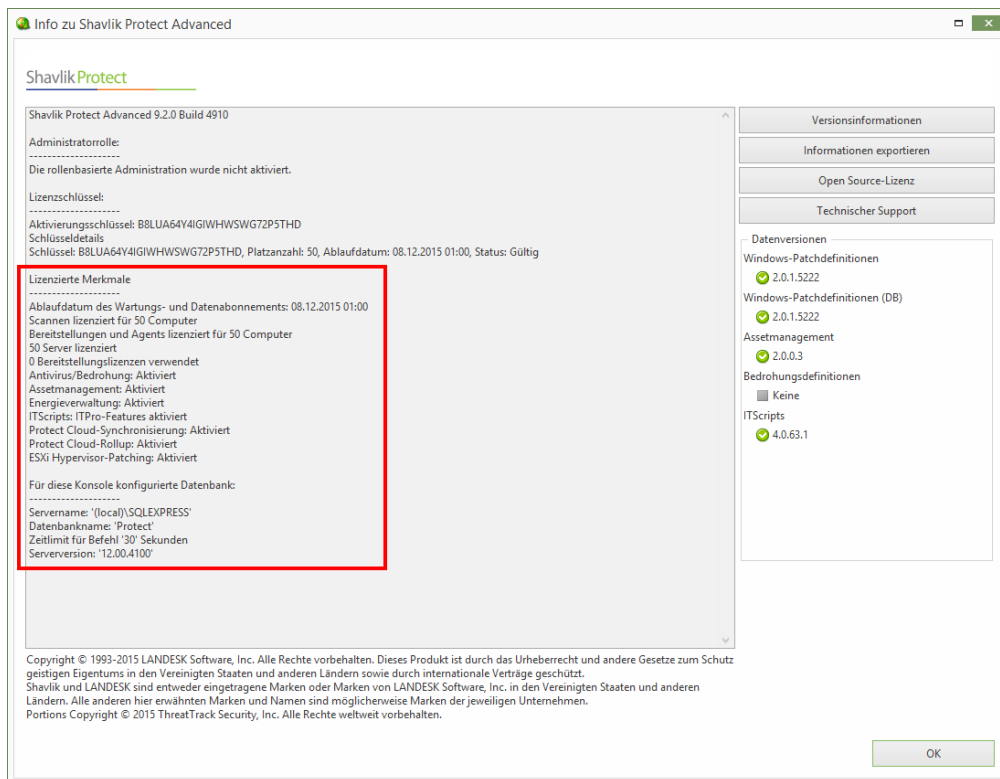 Info zu Shavlik Protect Advanced
Shavlik Protect
Shavlik Protect Advanced 9.2.0 Build 4910
Administratorrolle:
--------------------
Die rollenbasierte Administration wurde nicht aktiviert.
Lizenzschlüssel:
--------------------
Aktivierungsschlüssel: B8LUA64Y4IGIWHWSWG72P5THD
Schlüsseldetails
Schlüssel: B8LUA64Y4IGIWHWSWG72P5THD, Platzanzahl: 50, Ablaufdatum: 08.12.2015 01:00, Status: Gültig
Lizenzierte Merkmale
--------------------
Ablaufdatum des Wartungs- und Datenabonnements: 08.12.2015 01:00
Scannen lizenziert für 50 Computer
Bereitstellungen und Agents lizenziert für 50 Computer
50 Server lizenziert
0 Bereitstellungslizenzen verwendet
Antivirus/Bedrohung: Aktiviert
Assetmanagement: Aktiviert
Energieverwaltung: Aktiviert
ITScripts: ITPro-Features aktiviert
Protect Cloud-Synchronisierung: Aktiviert
Protect Cloud-Rollup: Aktiviert
ESXi Hypervisor-Patching: Aktiviert
Für diese Konsole konfigurierte Datenbank:
--------------------
Servername: '(local)\SQLEXPRESS'
Datenbankname: 'Protect'
Zeitlimit für Befehl '30' Sekunden
Serverversion: '12.00.4100'
Versionsinformationen
Informationen exportieren
Open Source-Lizenz
Technischer Support
Datenversionen
Windows-Patchdefinitionen
2.0.1.5222
Windows-Patchdefinitionen (DB)
2.0.1.5222
Assetmanagement
2.0.0.3
Bedrohungsdefinitionen
Keine
ITScripts
4.0.63.1
Copyright © 1993-2015 LANDESK Software, Inc. Alle Rechte vorbehalten. Dieses Produkt ist durch das Urheberrecht und andere Gesetze zum Schutz
geistigen Eigentums in den Vereinigten Staaten und anderen Ländern sowie durch internationale Verträge geschützt.
Shavlik und LANDESK sind entweder eingetragene Marken oder Marken von LANDESK Software, Inc. in den Vereinigten Staaten und anderen
Ländern. Alle anderen hier erwähnten Marken und Namen sind möglicherweise Marken der jeweiligen Unternehmen.
Portions Copyright © 2015 ThreatTrack Security, Inc. Alle Rechte weltweit vorbehalten.
OK